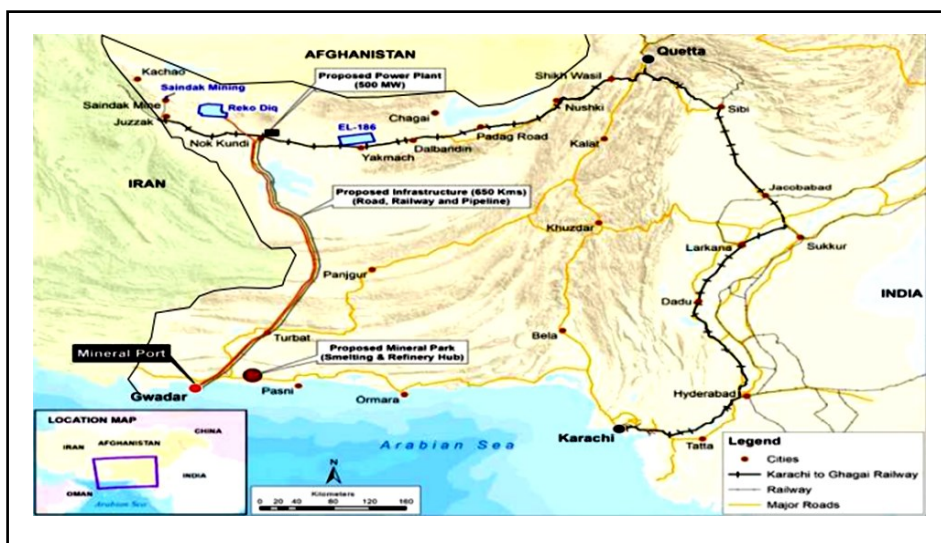 AFGHANISTAN
Quetta
Kachao
Proposed Power Plant
(500 MW)
Shikh Wasil
Saindak Mining
Saindak Mine
Reko Diq
Nushki
Sibi
Juzzak
Chagai
EL-186
Padag Road
Nok Kundi
Dalbandin
Yakmach
Kalat
IRAN
Proposed Infrastructure (650 Kms)
(Road, Railway and Pipeline)
Jacobabad
Khuzdar
Larkana
Sukkur
Panjgur
INDIA
Dadu
Turbat
Bela
Mineral Port
Proposed Mineral Park
(Smelting & Refinery Hub)
Gwadar
Pasni
Ormara
Hyderabad
LOCATION MAP
CHINA
IRAN
AFGHANISTAN
INDIA
OMAN
Arabian Sea
Arabian Sea
Karachi
Tatta
N
Kilometers
0 20 40 80 120 160
Legend
Cities
Karachi to Ghagai Railway
Railway
Major Roads